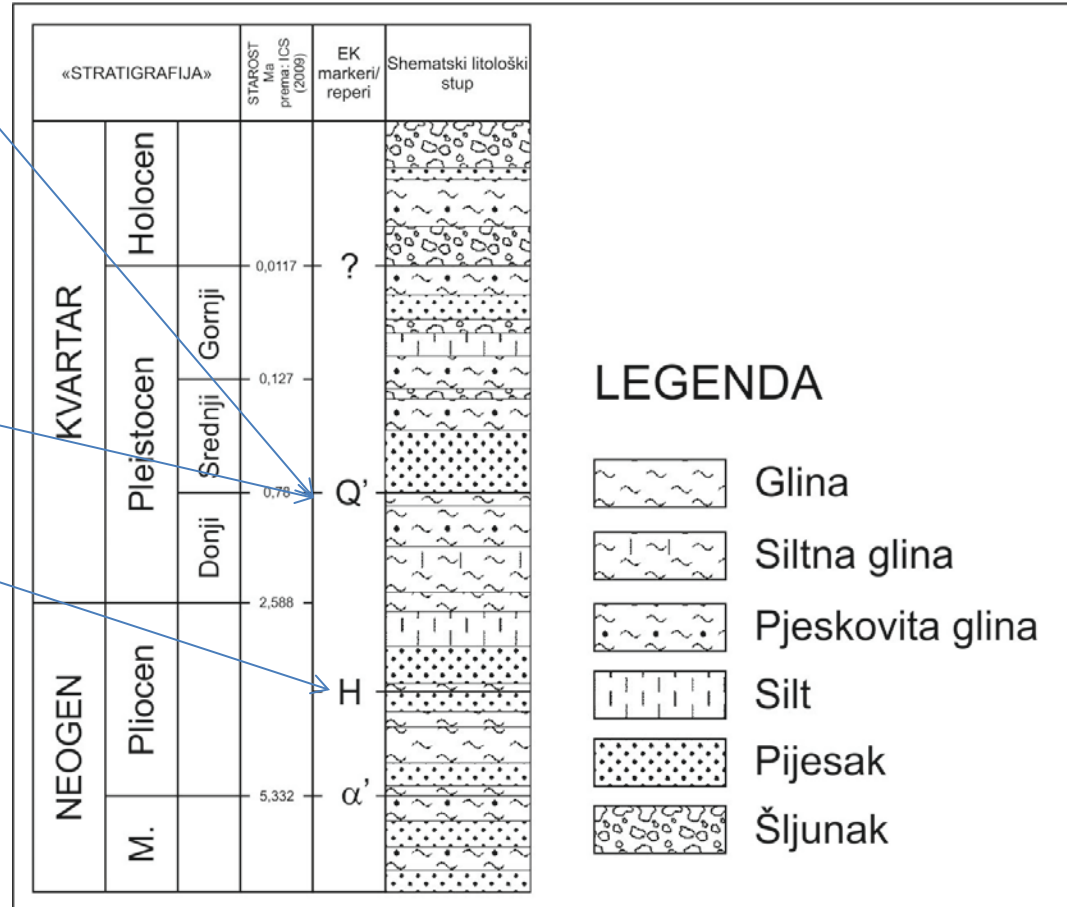 «STRATIGRAFIJA»
STAROST
Ma
prema: ICS
(2009)
EK
markeri/
reperi
Shematski litološki
stup
KVARTAR
Holocen
0,0117
?
Pleistocen
Gornji
0,127
Srednji
0,78
Q’
Donji
2,588
NEOGEN
Pliocen
H
5,332
α’
M.
LEGENDA
Glina
Siltna glina
Pjeskovita glina
Silt
Pijesak
Šljunak